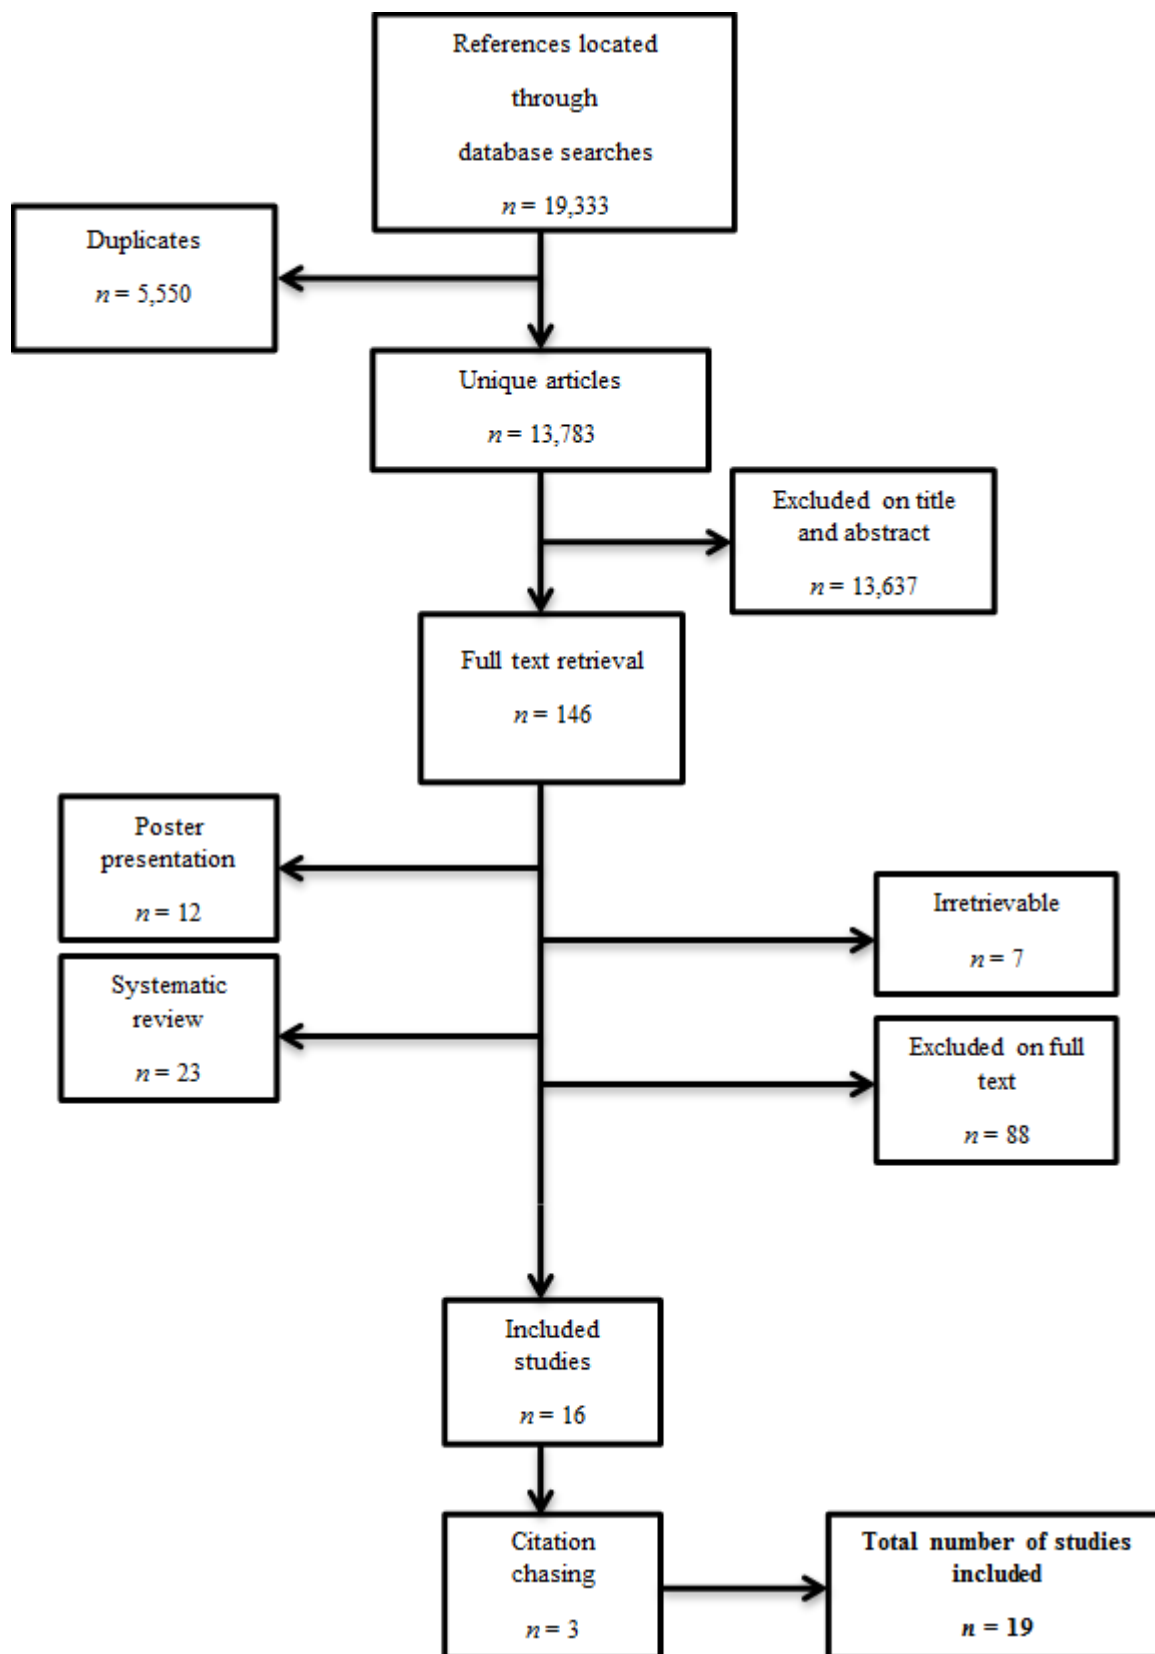 References located
through
database searches
n = 19,333
Duplicates
n = 5,550
Unique articles
n = 13,783
Excluded on title
and abstract
n = 13,637
Full text retrieval
n = 146
Poster
presentation
n = 12
Irretrievable
n = 7
Systematic
review
n = 23
Excluded on full
text
n = 88
Included
studies
n = 16
Citation
chasing
n = 3
Total number of studies
included
n = 19